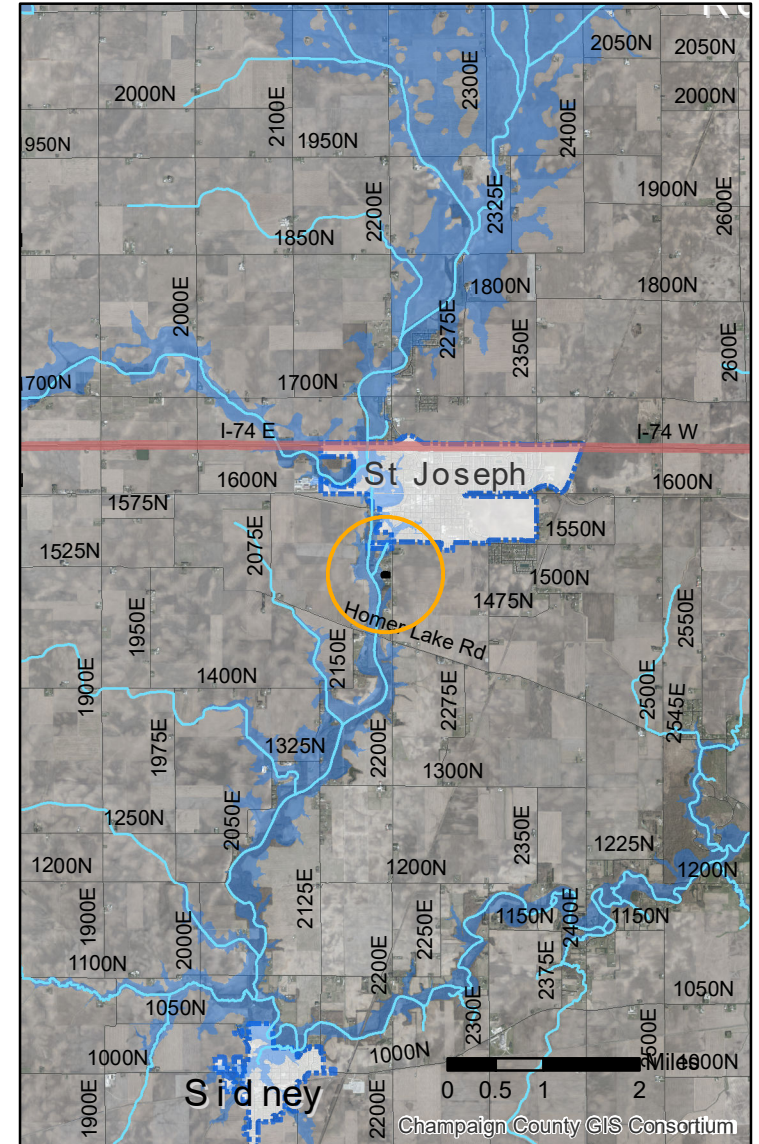 2050N
2050N
2000N
2100E
2300E
2000N
950N
1950N
2400E
2200E
2325E
1900N
2600E
1850N
2000E
1800N
1800N
2275E
2350E
2600E
1700N
1700N
I-74 E
I-74 W
St Joseph
1600N
1600N
1575N
1550N
1525N
2075E
1500N
1475N
Homer Lake Rd
1950E
2150E
2550E
1400N
1900E
2275E
2500E
2545E
1975E
1325N
2200E
1300N
1250N
2050E
2350E
1225N
1200N
1200N
1200N
2125E
1900E
2000E
2250E
1150N
2400E
1150N
1100N
2200E
2375E
1050N
1050N
2300E
2500E
1000N
1000N
Miles
1000N
0 0.5 1 2
Sidney
1900E
2200E
Champaign County GIS Consortium